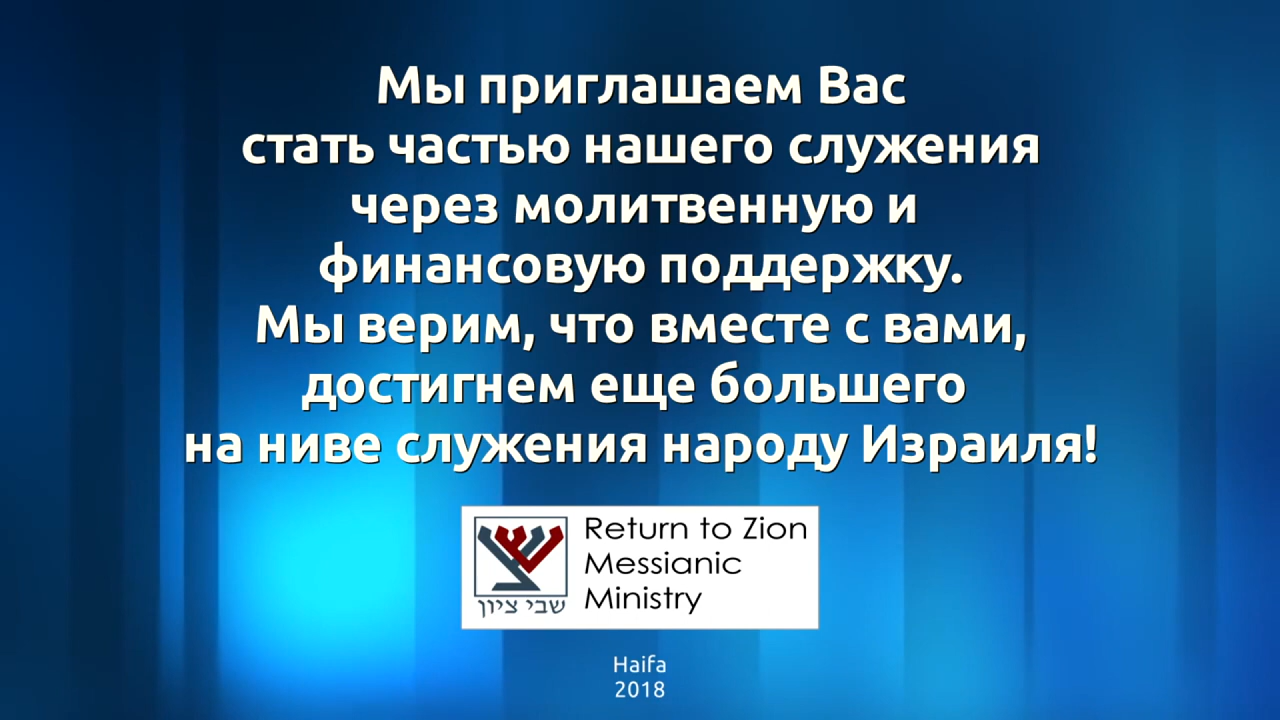 Мы приглашаем Вас
стать частью нашего служения
через молитвенную и
финансовую поддержку.
Мы верим, что вместе с вами,
достигнем еще большего
на ниве служения народу Израиля!
Return to Zion
Messianic
Ministry
שבי ציון
Haifa
2018